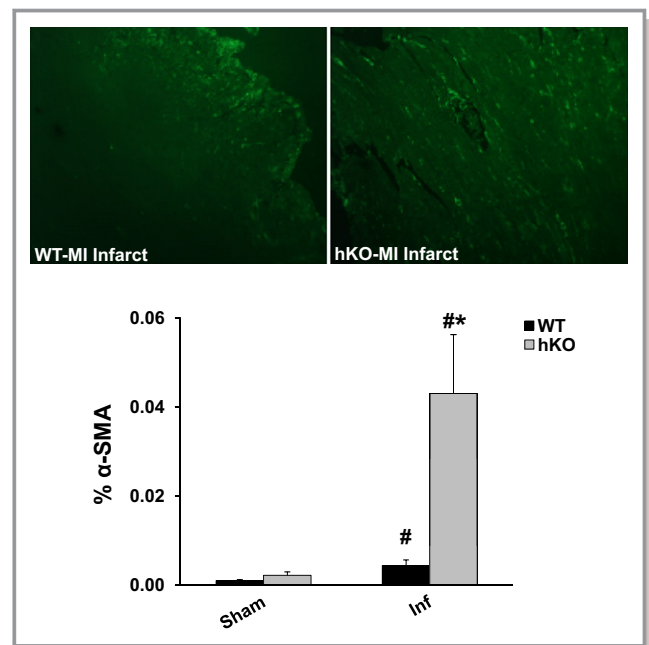 WT-MI Infarct
hKO-MI Infarct
% α-SMA
0.06
0.04
0.02
0.00
#
#*
WT
hKO
Sham
Inf